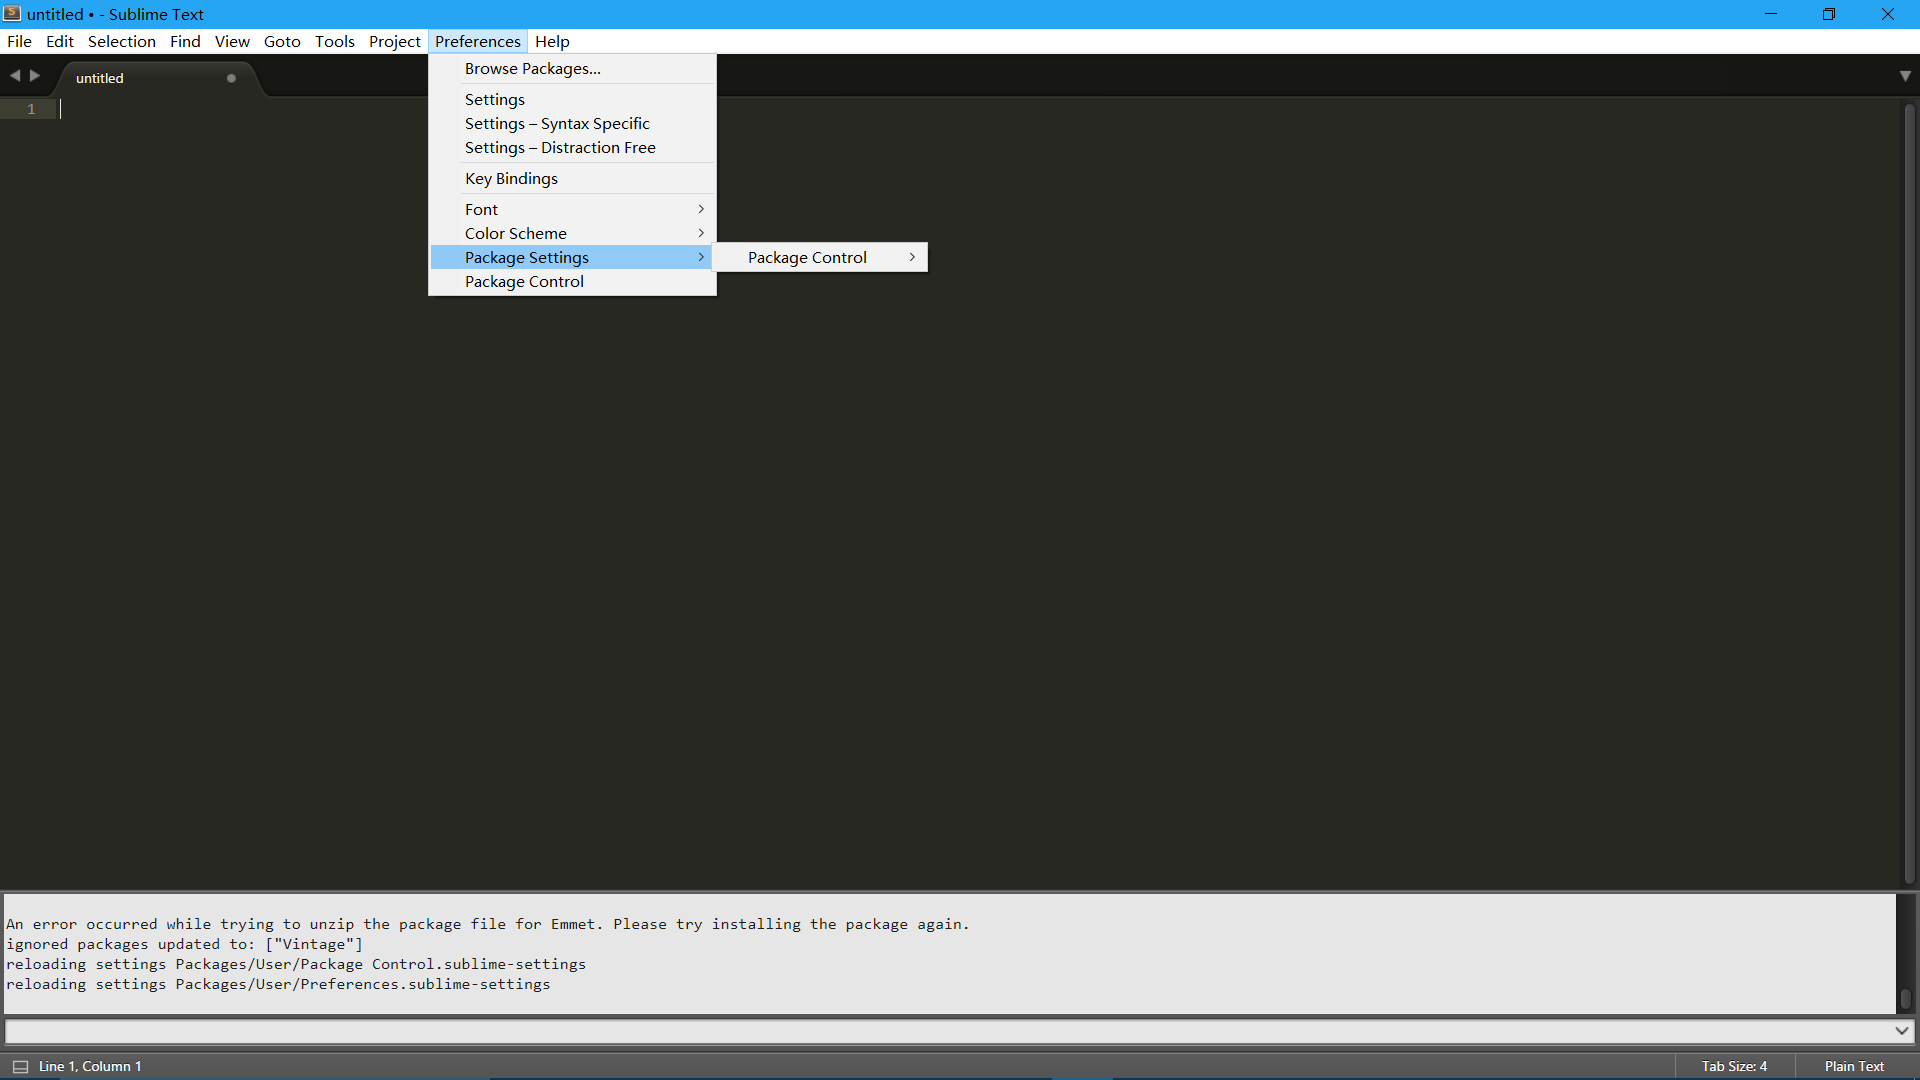 untitled • - Sublime Text
File Edit Selection Find View Goto Tools Project Preferences Help
untitled
1
Browse Packages...
Settings
Settings – Syntax Specific
Settings – Distraction Free
Key Bindings
Font
Color Scheme
Package Settings
Package Control
Package Control
An error occurred while trying to unzip the package file for Emmet. Please try installing the package again.
ignored packages updated to: ["Vintage"]
reloading settings Packages/User/Package Control.sublime-settings
reloading settings Packages/User/Preferences.sublime-settings
Line 1, Column 1
Tab Size: 4
Plain Text